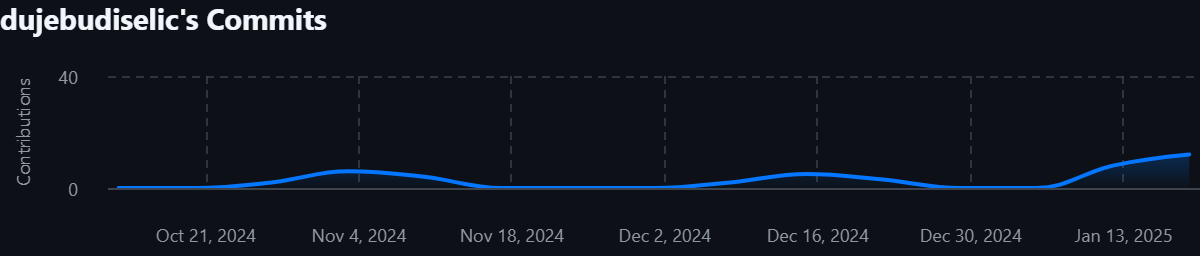 dujebudiselic's Commits
Contributions
40
0
Oct 21, 2024 Nov 4, 2024 Nov 18, 2024 Dec 2, 2024 Dec 16, 2024 Dec 30, 2024 Jan 13, 2025